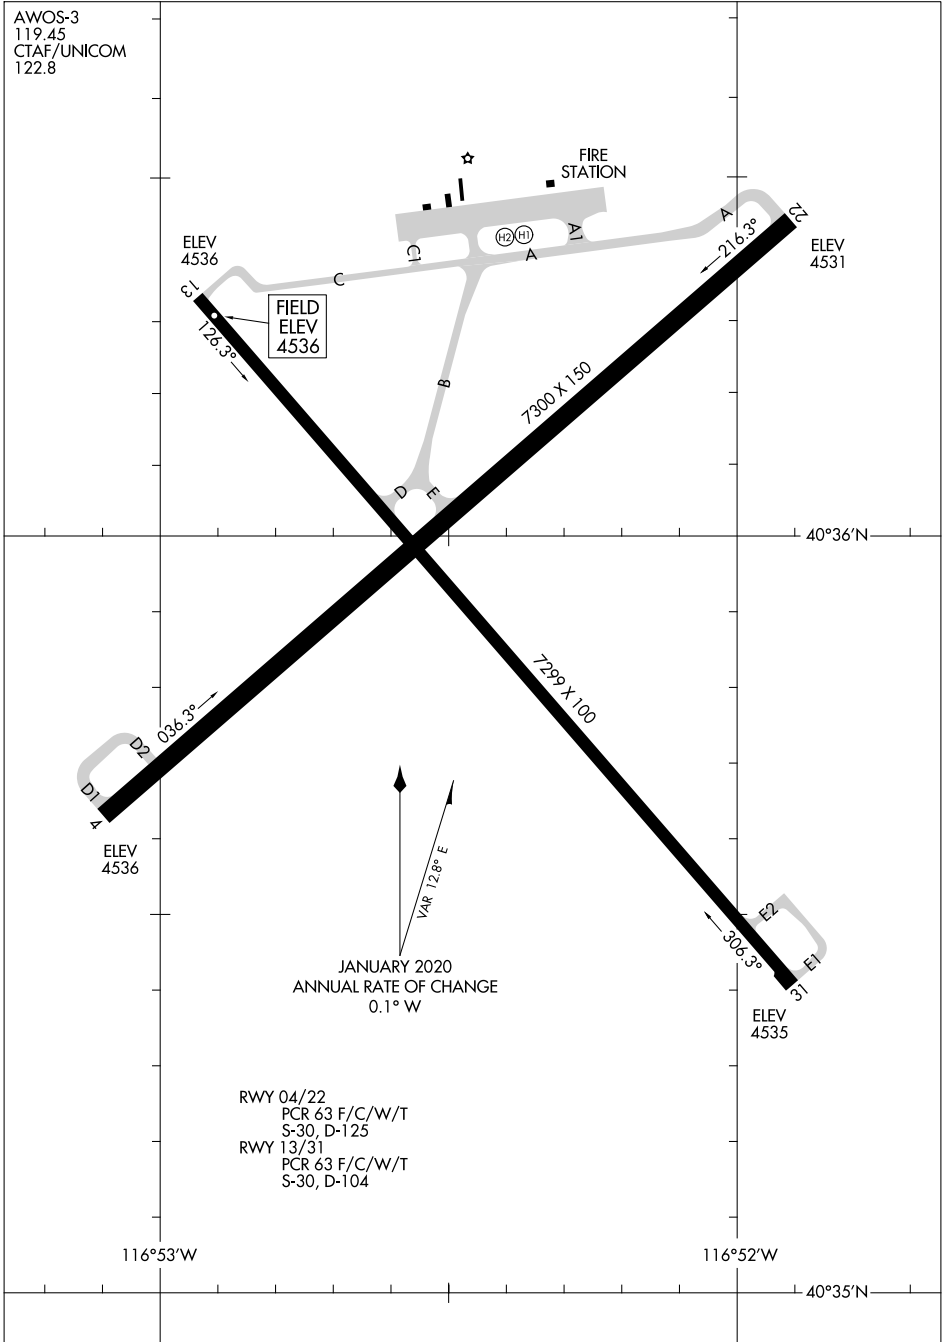 AWOS-3
119.45
CTAF/UNICOM
122.8
FIRE
STATION
A
22
ELEV
4536
C1
H2
H1
A1
A
216.3°
ELEV
4531
13
C
FIELD
ELEV
4536
126.3°
B
7300 X 150
D
E
40°36'N
7299 X 100
D2
036.3°
D1
4
ELEV
4536
VAR 12.8° E
E2
306.3°
E1
31
JANUARY 2020
ANNUAL RATE OF CHANGE
0.1° W
ELEV
4535
RWY 04/22
PCR 63 F/C/W/T
S-30, D-125
RWY 13/31
PCR 63 F/C/W/T
S-30, D-104
116°53'W
116°52'W
40°35'N